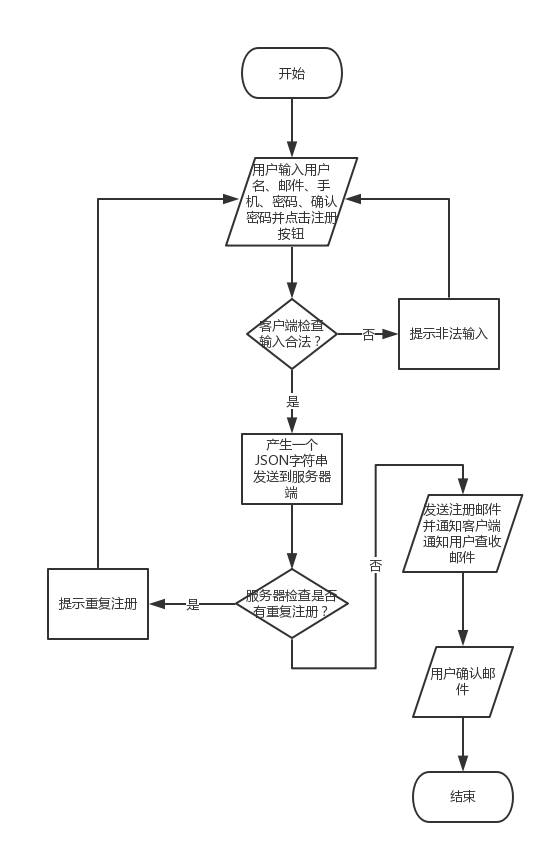 开始
用户输入用户
名、邮件、手
机、密码、确认
密码并点击注册
按钮
客户端检查
输入合法？
否
提示非法输入
是
产生一个
JSON字符串
发送到服务器
端
发送注册邮件
并通知客户端
通知用户查收
邮件
否
服务器检查是否
有重复注册？
是
提示重复注册
用户确认邮
件
结束